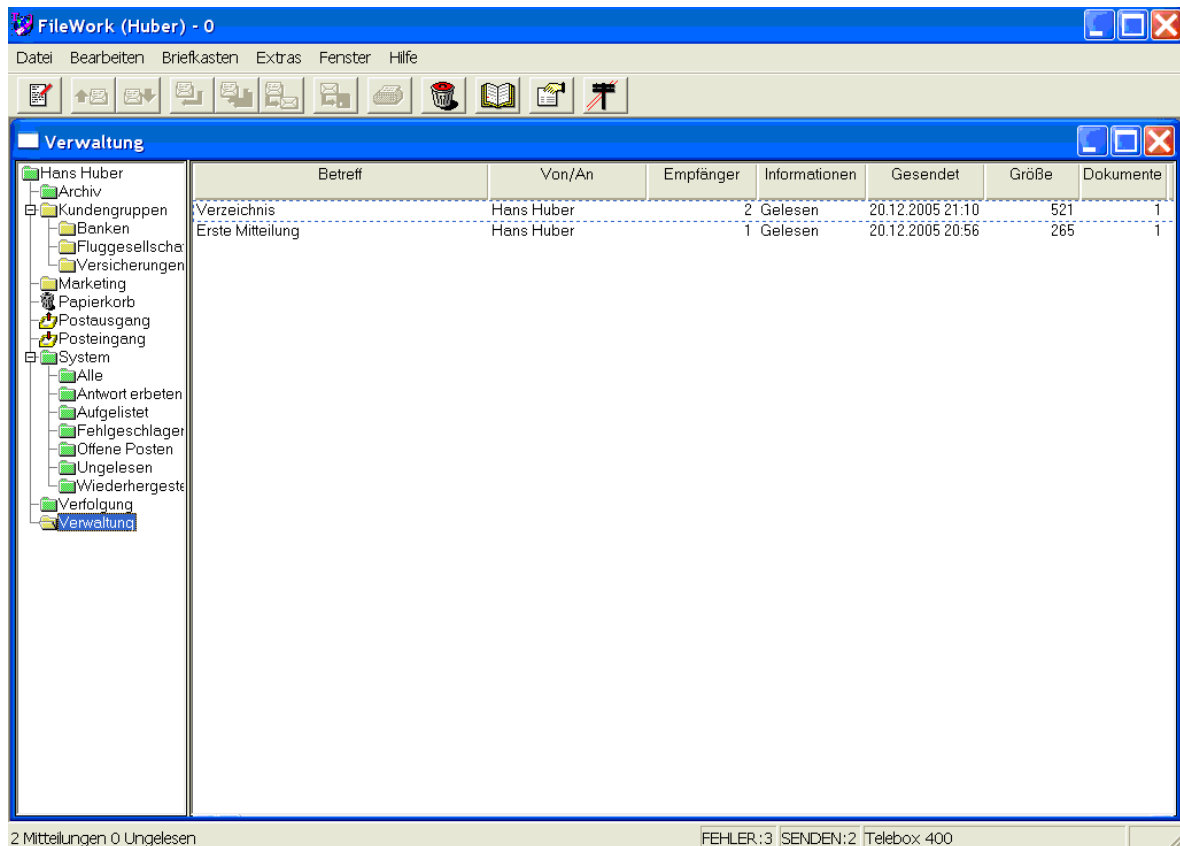 FileWork (Huber) - 0
Datei Bearbeiten Briefkasten Extras Fenster Hilfe
Verwaltung
Betreff Von/An Empfänger Informationen Gesendet Größe Dokumente
Verzeichnis Hans Huber 2 Gelesen 20.12.2005 21:10 521 1
Erste Mitteilung Hans Huber 1 Gelesen 20.12.2005 20:56 265 1
Hans Huber
Archiv
Kundengruppen
Banken
Fluggesellscha
Versicherungen
Marketing
Papierkorb
Postausgang
Posteingang
System
Alle
Antwort erbeten
Aufgelistet
Fehlgeschlagen
Offene Posten
Ungelesen
Wiederhergeste
Verfolgung
Verwaltung
2 Mitteilungen 0 Ungelesen FEHLER:3 SENDEN:2 Telebox 400